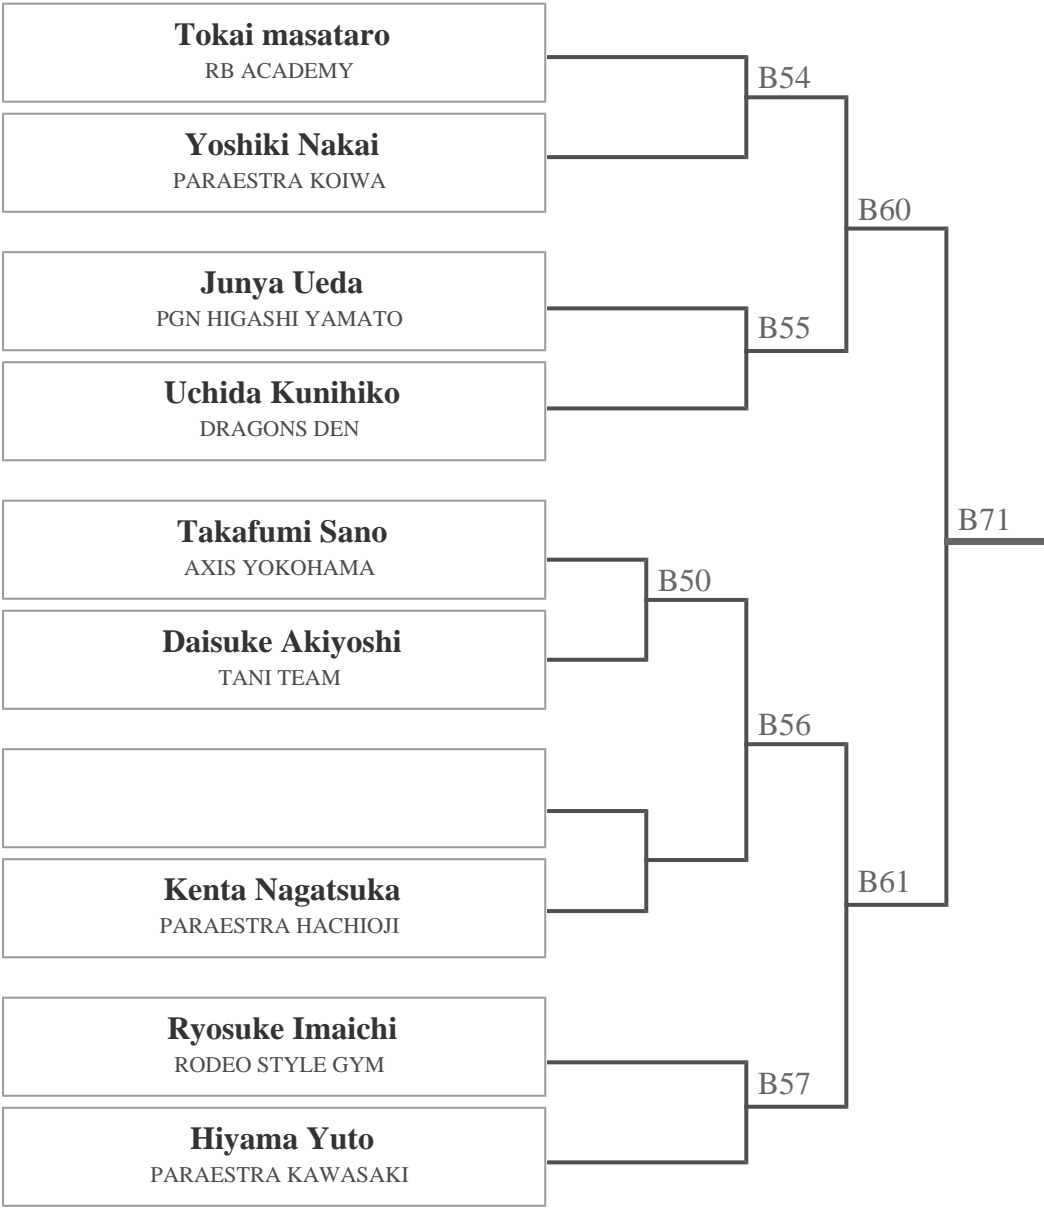 Tokai masataro
RB ACADEMY
B54
Yoshiki Nakai
PARAESTRA KOIWA
B60
Junya Ueda
PGN HIGASHI YAMATO
B55
Uchida Kunihiko
DRAGONS DEN
Takafumi Sano
AXIS YOKOHAMA
B71
B50
Daisuke Akiyoshi
TANI TEAM
B56
Kenta Nagatsuka
PARAESTRA HACHIOJI
B61
Ryosuke Imaichi
RODEO STYLE GYM
B57
Hiyama Yuto
PARAESTRA KAWASAKI